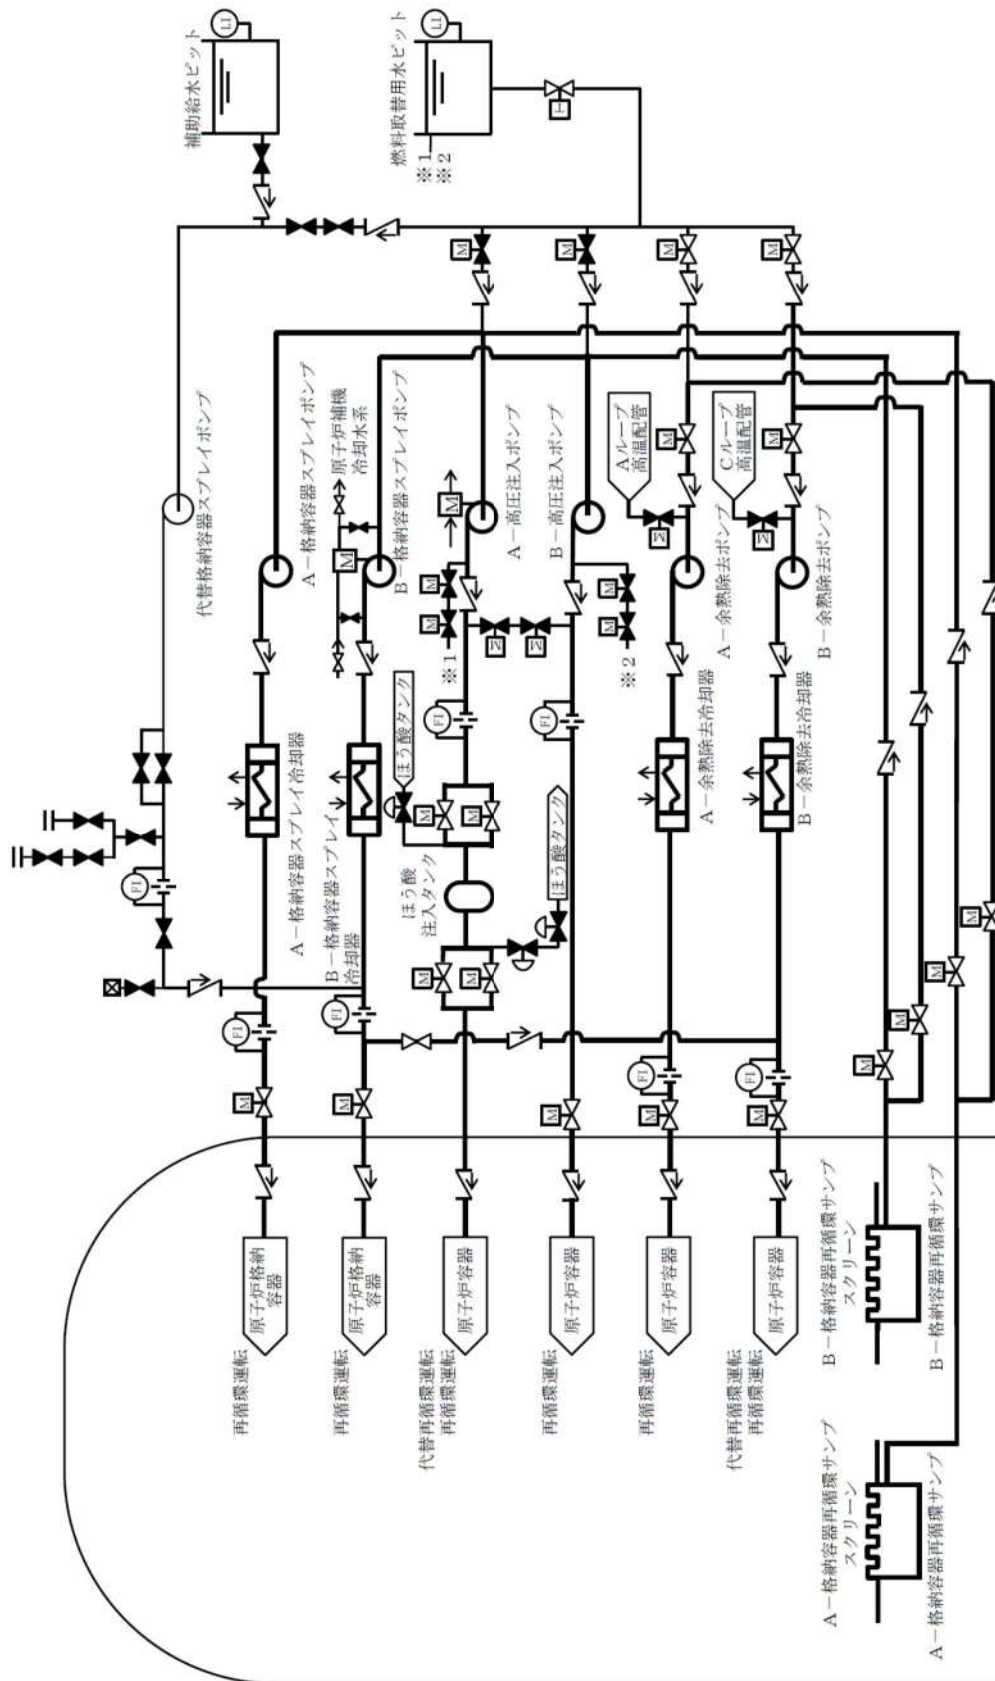 補助給水ピット
LI
燃料取替用水ピット
※1
※2
LI
代替格納容器スプレイポンプ
A－格納容器スプレイポンプ
原子炉補機
冷却水系
B－格納容器スプレイポンプ
M
A－高圧注入ポンプ
M
M
M
B－高圧注入ポンプ
M
M
M
Aループ
高温配管
M
M
M
A－余熱除去ポンプ
Cループ
高温配管
M
M
M
B－余熱除去ポンプ
M
M
※1
M
M
※2
FI
A－格納容器スプレイ冷却器
B－格納容器スプレイ
冷却器
ほう酸タンク
FI
M
M
ほう酸
注入タンク
M
M
FI
ほう酸タンク
A－余熱除去冷却器
B－余熱除去冷却器
FI
FI
FI
FI
M
M
M
M
M
M
M
M
M
原子炉格納
容器
再循環運転
原子炉格納
容器
再循環運転
原子炉容器
代替再循環運転
再循環運転
原子炉容器
再循環運転
原子炉容器
再循環運転
原子炉容器
代替再循環運転
再循環運転
B－格納容器再循環サンプ
スクリーン
B－格納容器再循環サンプ
A－格納容器再循環サンプ
スクリーン
A－格納容器再循環サンプ